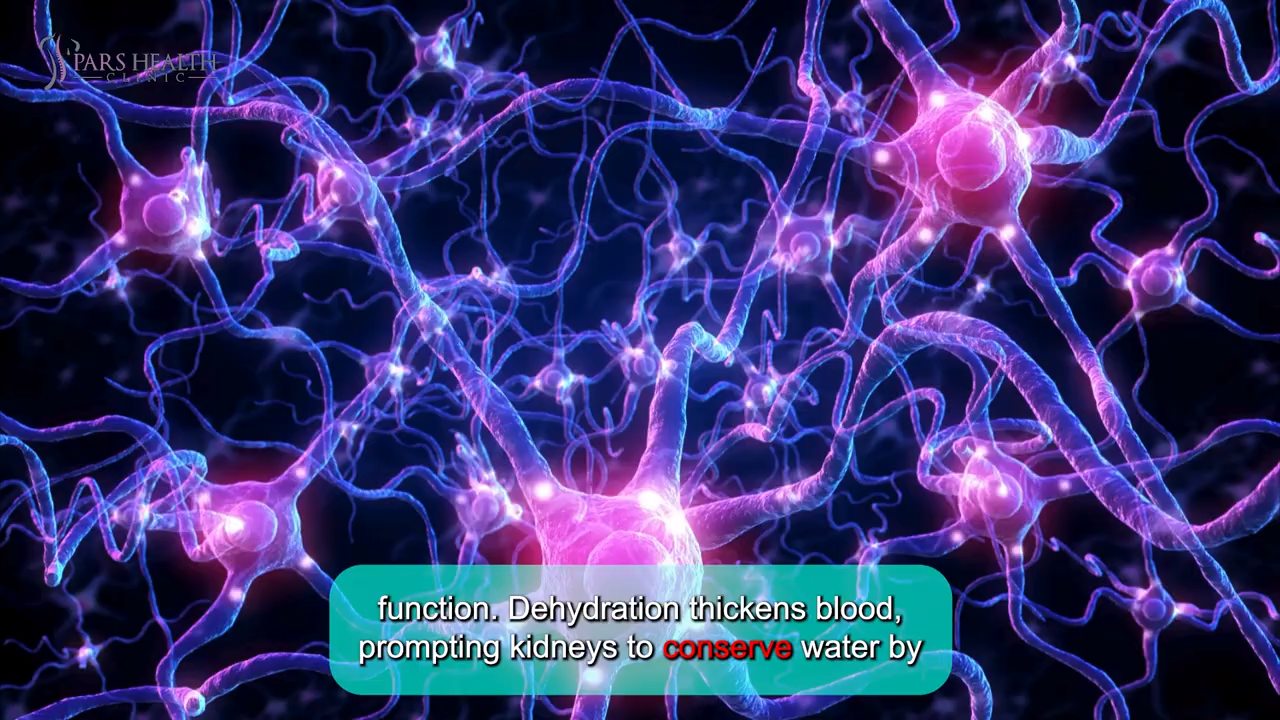 PARS HEALTH
CLINIC
function. Dehydration thickens blood,
prompting kidneys to conserve water by